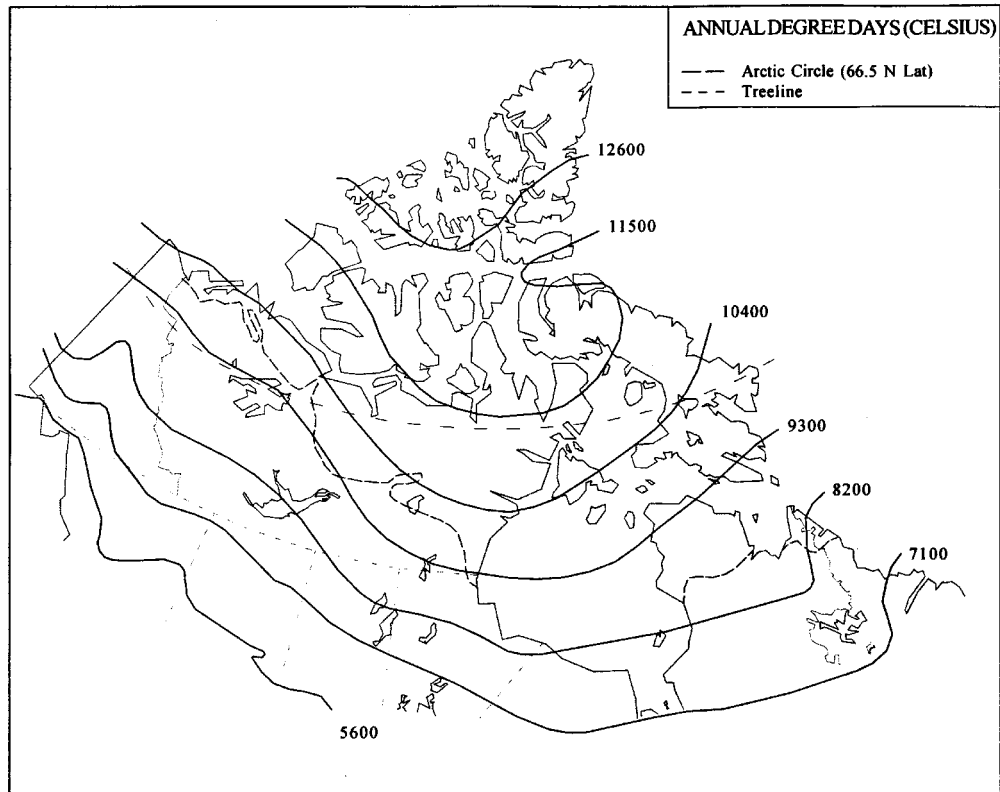 ANNUAL DEGREE DAYS (CELSIUS)
Arctic Circle (66.5 N Lat)
Treeline
12600
11500
10400
9300
8200
7100
5600